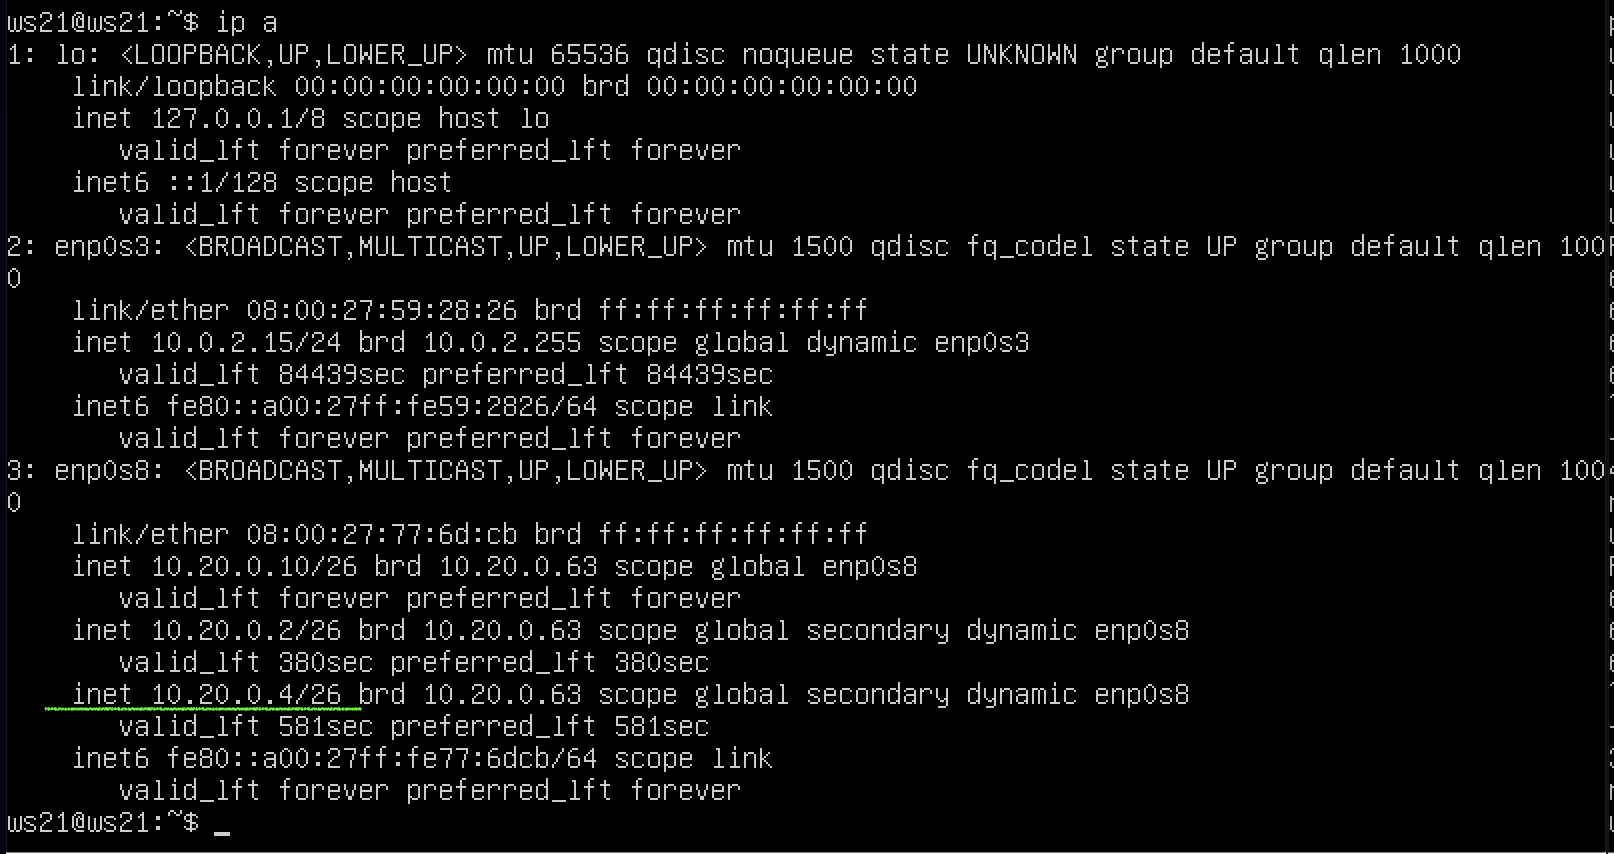 ws21@ws21:~$ ip a
1: lo: <LOOPBACK,UP,LOWER_UP> mtu 65536 qdisc noqueue state UNKNOWN group default qlen 1000
    link/loopback 00:00:00:00:00:00 brd 00:00:00:00:00:00
    inet 127.0.0.1/8 scope host lo
       valid_lft forever preferred_lft forever
    inet6 ::1/128 scope host
       valid_lft forever preferred_lft forever
2: enp0s3: <BROADCAST,MULTICAST,UP,LOWER_UP> mtu 1500 qdisc fq_codel state UP group default qlen 100
0
    link/ether 08:00:27:59:28:26 brd ff:ff:ff:ff:ff:ff
    inet 10.0.2.15/24 brd 10.0.2.255 scope global dynamic enp0s3
       valid_lft 84439sec preferred_lft 84439sec
    inet6 fe80::a00:27ff:fe59:2826/64 scope link
       valid_lft forever preferred_lft forever
3: enp0s8: <BROADCAST,MULTICAST,UP,LOWER_UP> mtu 1500 qdisc fq_codel state UP group default qlen 100
0
    link/ether 08:00:27:77:6d:cb brd ff:ff:ff:ff:ff:ff
    inet 10.20.0.10/26 brd 10.20.0.63 scope global enp0s8
       valid_lft forever preferred_lft forever
    inet 10.20.0.2/26 brd 10.20.0.63 scope global secondary dynamic enp0s8
       valid_lft 380sec preferred_lft 380sec
    inet 10.20.0.4/26 brd 10.20.0.63 scope global secondary dynamic enp0s8
       valid_lft 581sec preferred_lft 581sec
    inet6 fe80::a00:27ff:fe77:6dcb/64 scope link
       valid_lft forever preferred_lft forever
ws21@ws21:~$ _